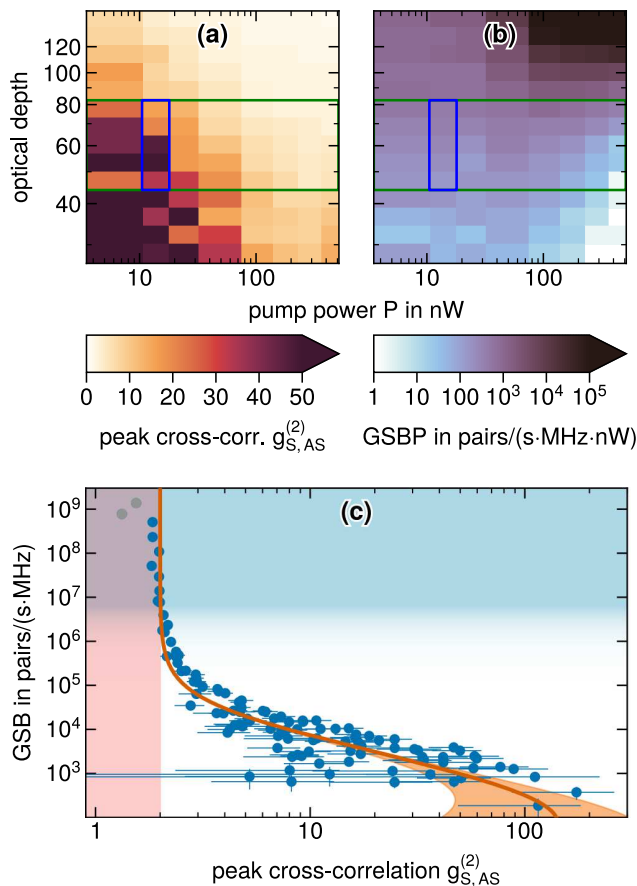 (a) (b)
120
100
80
60
40
optical depth
10 100 10 100
pump power P in nW
0 10 20 30 40 50
1 10 100 10³ 10⁴ 10⁵
peak cross-corr. g⁽²⁾S,AS
GSBP in pairs/(s·MHz·nW)
(c)
10⁹
10⁸
10⁷
10⁶
10⁵
10⁴
10³
GSB in pairs/(s·MHz)
1 10 100
peak cross-correlation g⁽²⁾S,AS